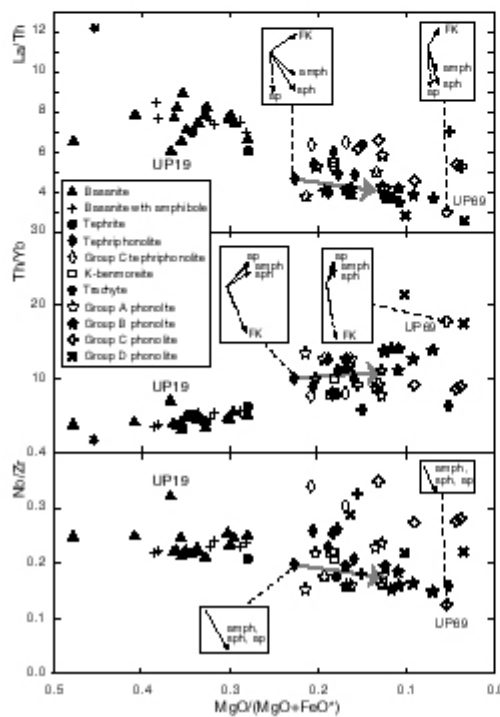 La/Th
12
10
8
6
4
30
FK
amph
sph
ap
FK
amph
sph
ap
UP19
UP69
Basanite
Basanite with amphibole
Tephrite
Tephriphonolite
Group C tephriphonolite
K-benmoreite
Trachyte
Group A phonolite
Group B phonolite
Group C phonolite
Group D phonolite
Th/Yb
20
10
0.4
ap
amph
sph
FK
ap
amph
sph
FK
UP69
UP19
Nb/Zr
0.3
0.2
0.1
0.0
UP19
amph,
sph, ap
amph,
sph, ap
UP69
0.5
0.4
0.3
0.2
0.1
0.0
MgO/(MgO+FeO*)